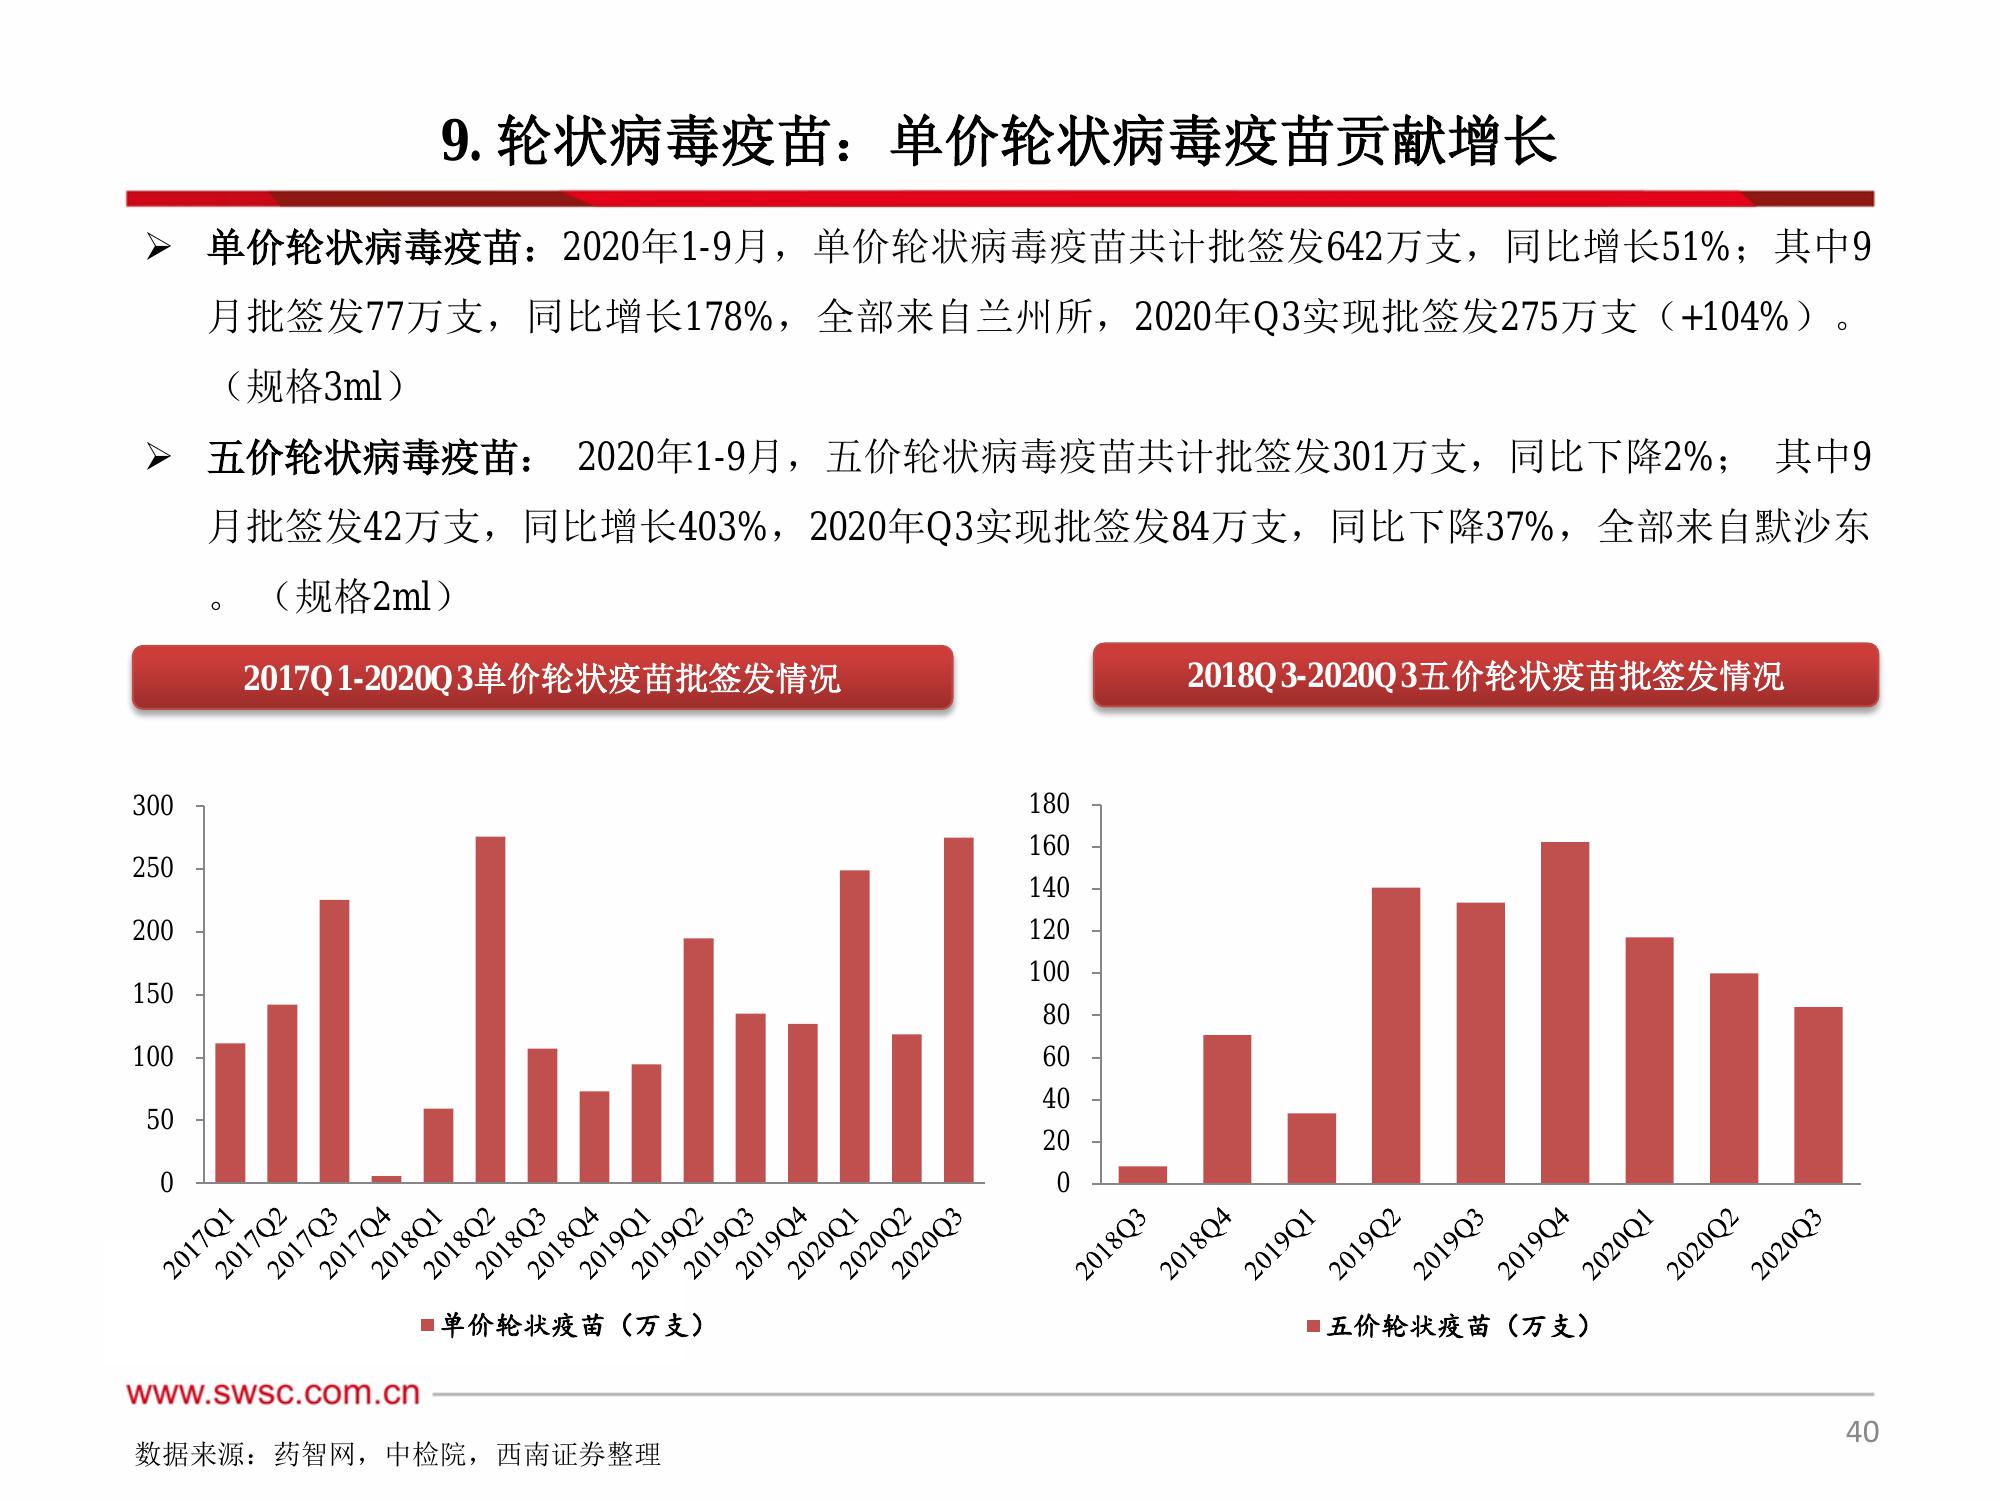 9. 轮状病毒疫苗：单价轮状病毒疫苗贡献增长
➢ 单价轮状病毒疫苗：2020年1-9月，单价轮状病毒疫苗共计批签发642万支，同比增长51%；其中9
月批签发77万支，同比增长178%，全部来自兰州所，2020年Q3实现批签发275万支（+104%）。
（规格3ml）
➢ 五价轮状病毒疫苗： 2020年1-9月，五价轮状病毒疫苗共计批签发301万支，同比下降2%； 其中9
月批签发42万支，同比增长403%，2020年Q3实现批签发84万支，同比下降37%，全部来自默沙东
。（规格2ml）
2017Q1-2020Q3单价轮状疫苗批签发情况
300
250
200
150
100
50
0
2017Q1
2017Q2
2017Q3
2017Q4
2018Q1
2018Q2
2018Q3
2018Q4
2019Q1
2019Q2
2019Q3
2019Q4
2020Q1
2020Q2
2020Q3
单价轮状疫苗（万支）
2018Q3-2020Q3五价轮状疫苗批签发情况
180
160
140
120
100
80
60
40
20
0
2018Q3
2018Q4
2019Q1
2019Q2
2019Q3
2019Q4
2020Q1
2020Q2
2020Q3
五价轮状疫苗（万支）
www.swsc.com.cn
40
数据来源：药智网，中检院，西南证券整理